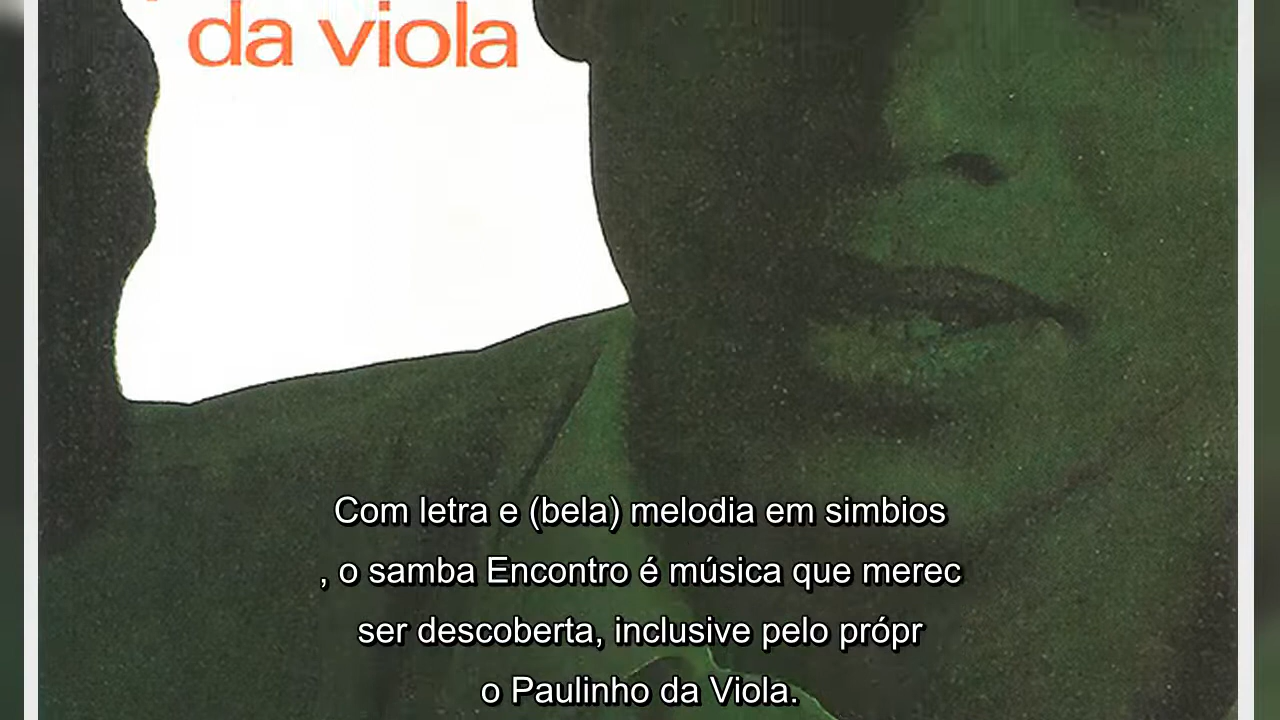 da viola
Com letra e (bela) melodia em simbios
, o samba Encontro é música que merec
ser descoberta, inclusive pelo própr
o Paulinho da Viola.